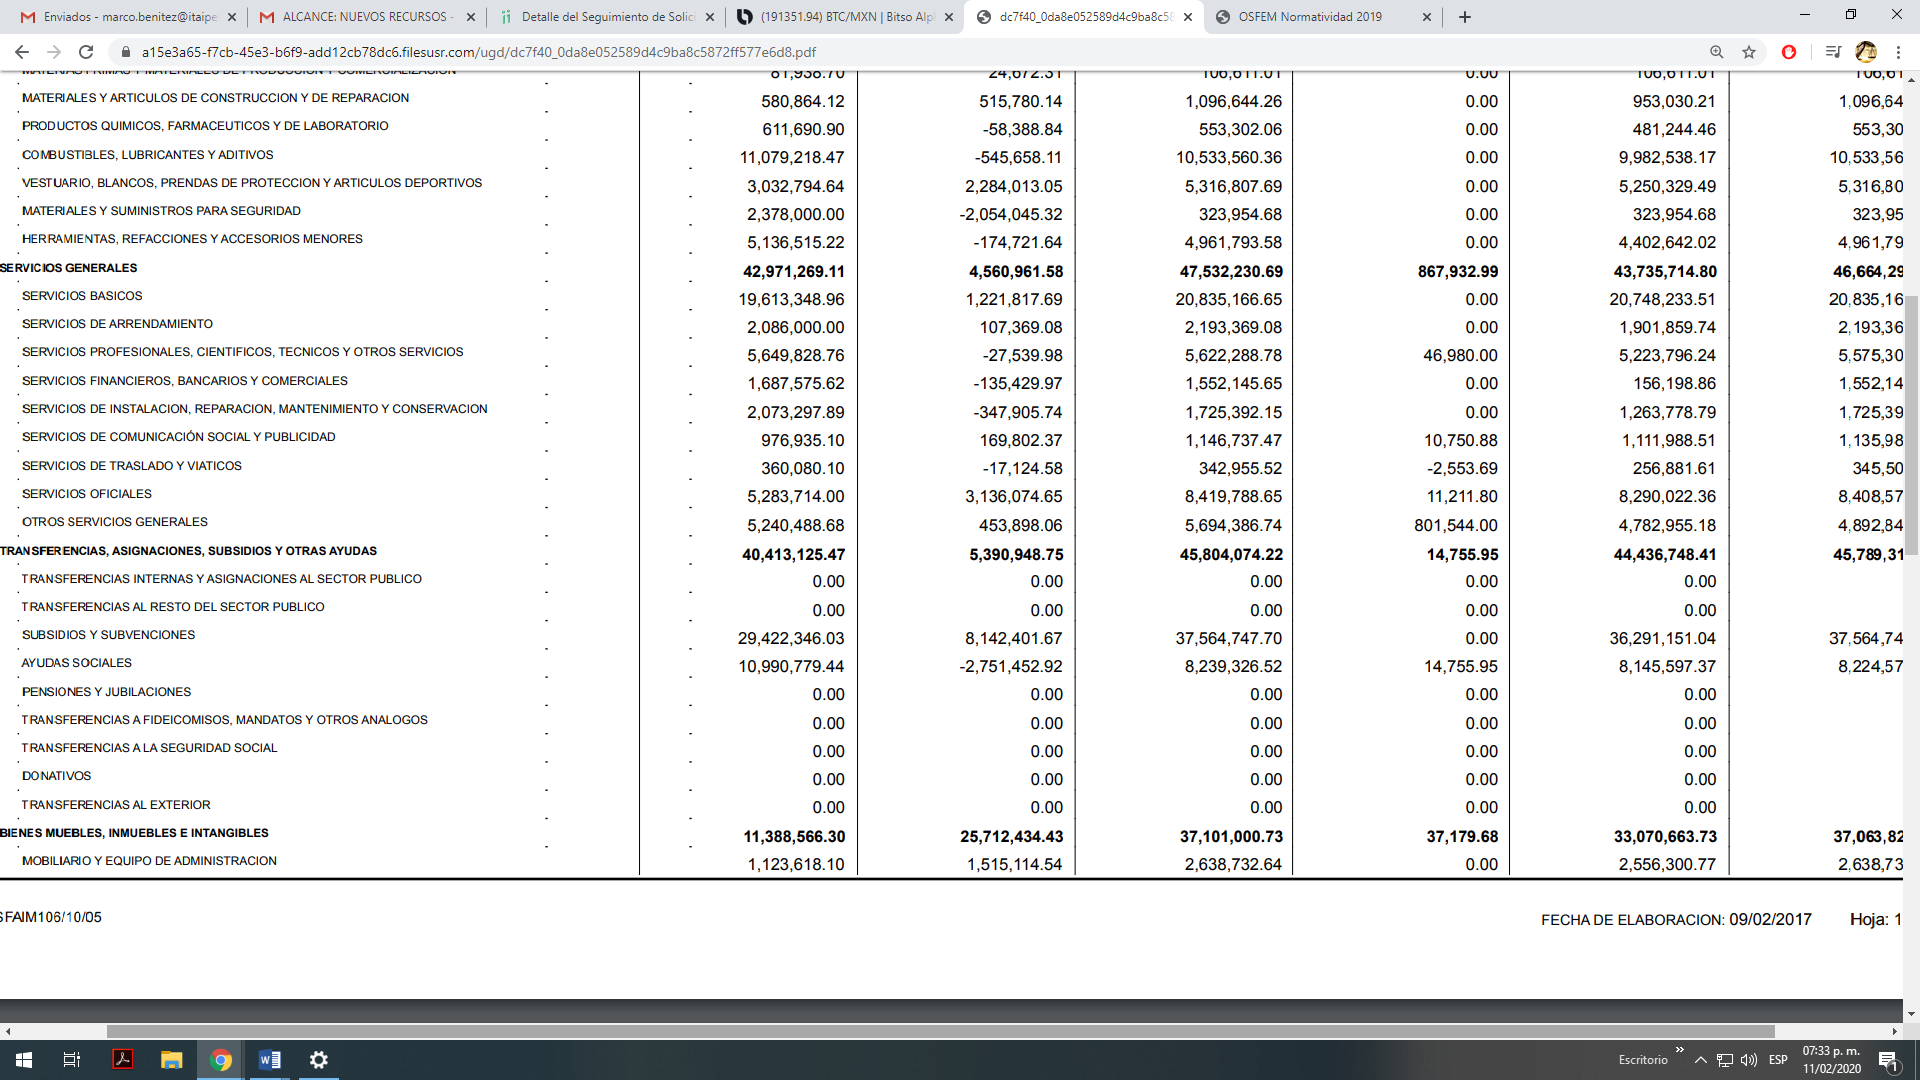 Enviados - marco.benitez@itaipe
ALCANCE: NUEVOS RECURSOS -
Detalle del Seguimiento de Solici
(191351.94) BTC/MXN | Bitso Alp
dc7f40_0da8e052589d4c9ba8c58
OSFEM Normatividad 2019
a15e3a65-f7cb-45e3-b6f9-add12cb78dc6.filesusr.com/ugd/dc7f40_0da8e052589d4c9ba8c5872ff577e6d8.pdf
MATERIAS PRIMAS Y MATERIALES DE PRODUCCION Y COMERCIALIZACION 81,938.70 24,672.31 106,611.01 0.00 106,611.01 106,61
MATERIALES Y ARTICULOS DE CONSTRUCCION Y DE REPARACION 580,864.12 515,780.14 1,096,644.26 0.00 953,030.21 1,096,64
PRODUCTOS QUIMICOS, FARMACEUTICOS Y DE LABORATORIO 611,690.90 -58,388.84 553,302.06 0.00 481,244.46 553,30
COMBUSTIBLES, LUBRICANTES Y ADITIVOS 11,079,218.47 -545,658.11 10,533,560.36 0.00 9,982,538.17 10,533,56
VESTUARIO, BLANCOS, PRENDAS DE PROTECCION Y ARTICULOS DEPORTIVOS 3,032,794.64 2,284,013.05 5,316,807.69 0.00 5,250,329.49 5,316,80
MATERIALES Y SUMINISTROS PARA SEGURIDAD 2,378,000.00 -2,054,045.32 323,954.68 0.00 323,954.68 323,95
HERRAMIENTAS, REFACCIONES Y ACCESORIOS MENORES 5,136,515.22 -174,721.64 4,961,793.58 0.00 4,402,642.02 4,961,79
SERVICIOS GENERALES 42,971,269.11 4,560,961.58 47,532,230.69 867,932.99 43,735,714.80 46,664,29
SERVICIOS BASICOS 19,613,348.96 1,221,817.69 20,835,166.65 0.00 20,748,233.51 20,835,16
SERVICIOS DE ARRENDAMIENTO 2,086,000.00 107,369.08 2,193,369.08 0.00 1,901,859.74 2,193,36
SERVICIOS PROFESIONALES, CIENTIFICOS, TECNICOS Y OTROS SERVICIOS 5,649,828.76 -27,539.98 5,622,288.78 46,980.00 5,223,796.24 5,575,30
SERVICIOS FINANCIEROS, BANCARIOS Y COMERCIALES 1,687,575.62 -135,429.97 1,552,145.65 0.00 156,198.86 1,552,14
SERVICIOS DE INSTALACION, REPARACION, MANTENIMIENTO Y CONSERVACION 2,073,297.89 -347,905.74 1,725,392.15 0.00 1,263,778.79 1,725,39
SERVICIOS DE COMUNICACIÓN SOCIAL Y PUBLICIDAD 976,935.10 169,802.37 1,146,737.47 10,750.88 1,111,988.51 1,135,98
SERVICIOS DE TRASLADO Y VIATICOS 360,080.10 -17,124.58 342,955.52 -2,553.69 256,881.61 345,50
SERVICIOS OFICIALES 5,283,714.00 3,136,074.65 8,419,788.65 11,211.80 8,290,022.36 8,408,57
OTROS SERVICIOS GENERALES 5,240,488.68 453,898.06 5,694,386.74 801,544.00 4,782,955.18 4,892,84
TRANSFERENCIAS, ASIGNACIONES, SUBSIDIOS Y OTRAS AYUDAS 40,413,125.47 5,390,948.75 45,804,074.22 14,755.95 44,436,748.41 45,789,31
TRANSFERENCIAS INTERNAS Y ASIGNACIONES AL SECTOR PUBLICO 0.00 0.00 0.00 0.00 0.00
TRANSFERENCIAS AL RESTO DEL SECTOR PUBLICO 0.00 0.00 0.00 0.00 0.00
SUBSIDIOS Y SUBVENCIONES 29,422,346.03 8,142,401.67 37,564,747.70 0.00 36,291,151.04 37,564,74
AYUDAS SOCIALES 10,990,779.44 -2,751,452.92 8,239,326.52 14,755.95 8,145,597.37 8,224,57
PENSIONES Y JUBILACIONES 0.00 0.00 0.00 0.00 0.00
TRANSFERENCIAS A FIDEICOMISOS, MANDATOS Y OTROS ANALOGOS 0.00 0.00 0.00 0.00 0.00
TRANSFERENCIAS A LA SEGURIDAD SOCIAL 0.00 0.00 0.00 0.00 0.00
DONATIVOS 0.00 0.00 0.00 0.00 0.00
TRANSFERENCIAS AL EXTERIOR 0.00 0.00 0.00 0.00 0.00
BIENES MUEBLES, INMUEBLES E INTANGIBLES 11,388,566.30 25,712,434.43 37,101,000.73 37,179.68 33,070,663.73 37,063,82
MOBILIARIO Y EQUIPO DE ADMINISTRACION 1,123,618.10 1,515,114.54 2,638,732.64 0.00 2,556,300.77 2,638,73
SFAIM106/10/05
FECHA DE ELABORACION: 09/02/2017 Hoja: 1
Escritorio
ESP
07:33 p. m.
11/02/2020
1